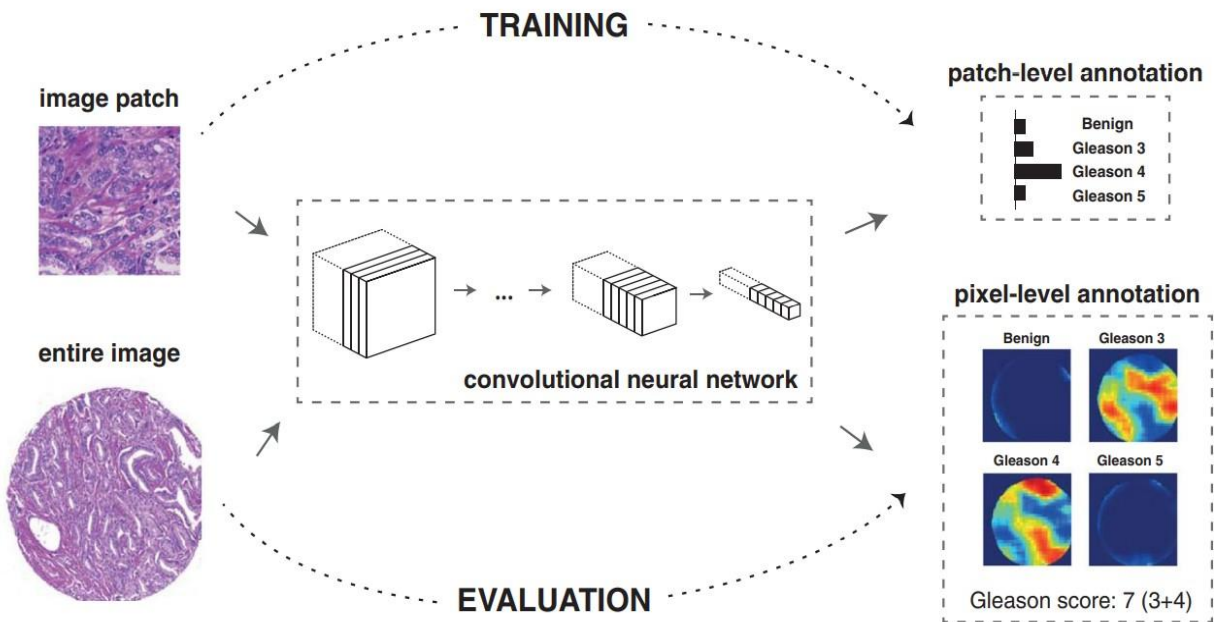 TRAINING
image patch
patch-level annotation
Benign
Gleason 3
Gleason 4
Gleason 5
...
convolutional neural network
entire image
pixel-level annotation
Benign Gleason 3
Gleason 4 Gleason 5
Gleason score: 7 (3+4)
EVALUATION